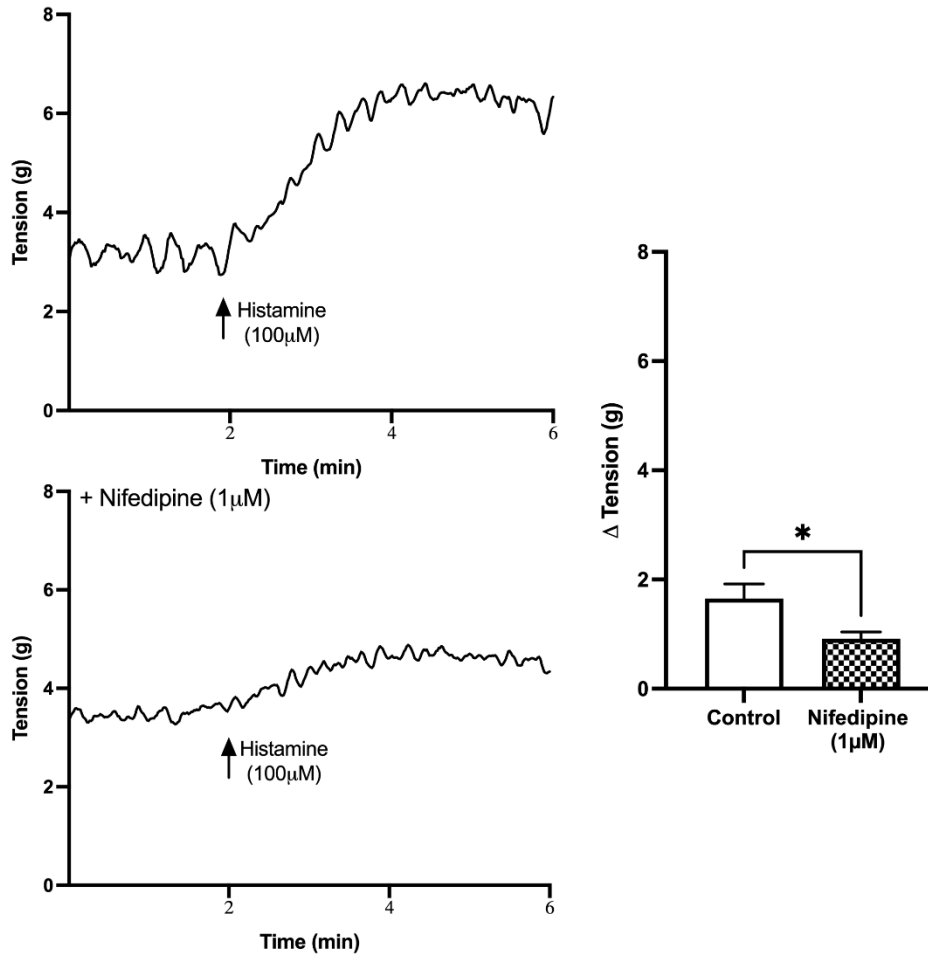 8
6
4
2
0
Tension (g)
Histamine
(100μM)
2
4
6
Time (min)
+ Nifedipine (1μM)
8
6
4
2
0
Tension (g)
Histamine
(100μM)
2
4
6
Time (min)
8
6
4
2
0
Δ Tension (g)
*
Control
Nifedipine
(1μM)